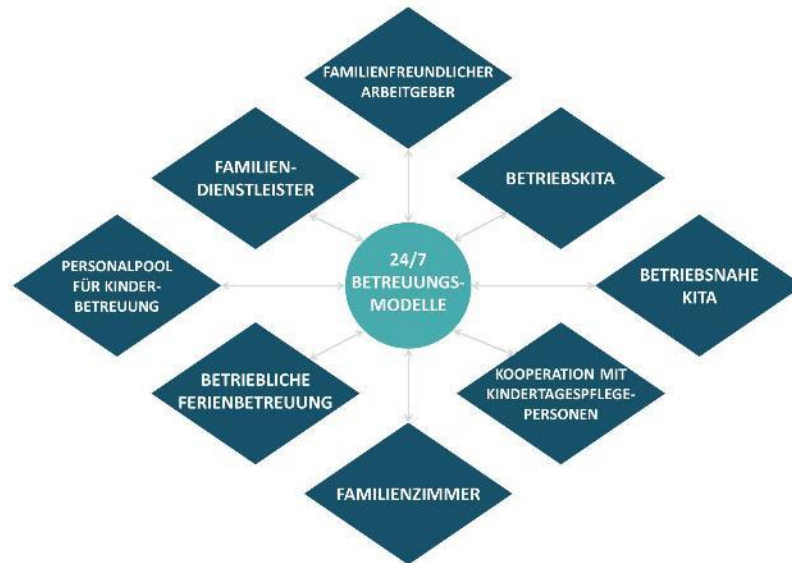 FAMILIENFREUNDLICHER
ARBEITGEBER
FAMILIEN-
DIENSTLEISTER
BETRIEBSKITA
PERSONALPOOL
FÜR KINDER-
BETREUUNG
24/7
BETREUUNGS-
MODELLE
BETRIEBSNAHE
KITA
BETRIEBLICHE
FERIENBETREUUNG
KOOPERATION MIT
KINDERTAGESPFLEGE-
PERSONEN
FAMILIENZIMMER